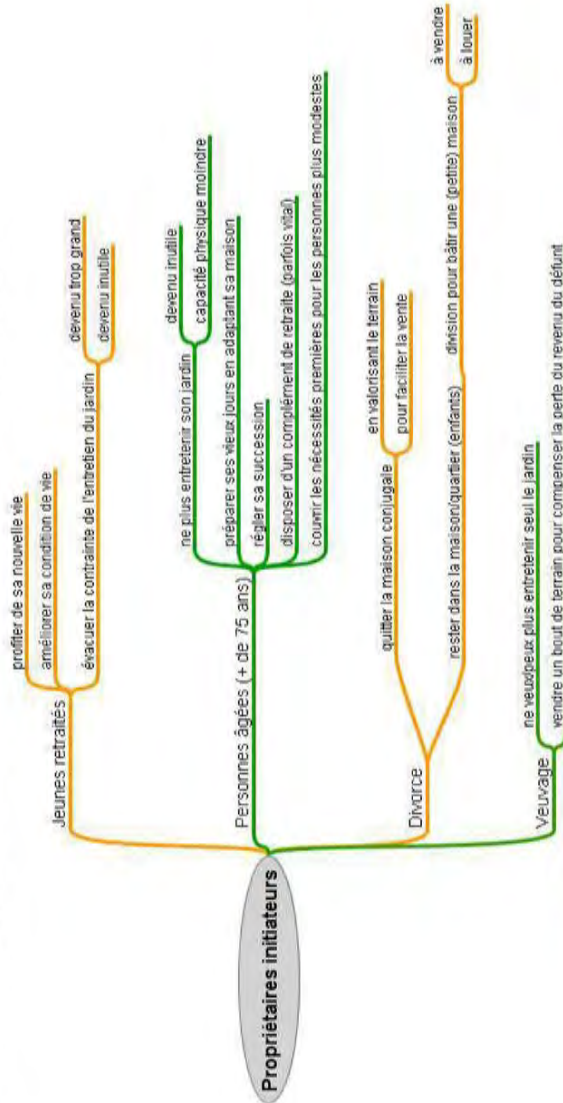 Propriétaires initiateurs
Jeunes retraités
profiter de sa nouvelle vie
améliorer sa condition de vie
évacuer la contrainte de l'entretien du jardin
devenu trop grand
devenu inutile
Personnes âgées (+ de 75 ans)
ne plus entretenir son jardin
devenu inutile
capacité physique moindre
préparer ses vieux jours en adaptant sa maison
régler sa succession
disposer d'un complément de retraite (parfois vital)
couvrir les nécessités premières pour les personnes plus modestes
Divorce
quitter la maison conjugale
en valorisant le terrain
pour faciliter la vente
rester dans la maison/quartier (enfants)
division pour bâtir une (petite) maison
à vendre
à louer
Veuvage
ne veux/peux plus entretenir seul le jardin
vendre un bout de terrain pour compenser la perte du revenu du défunt